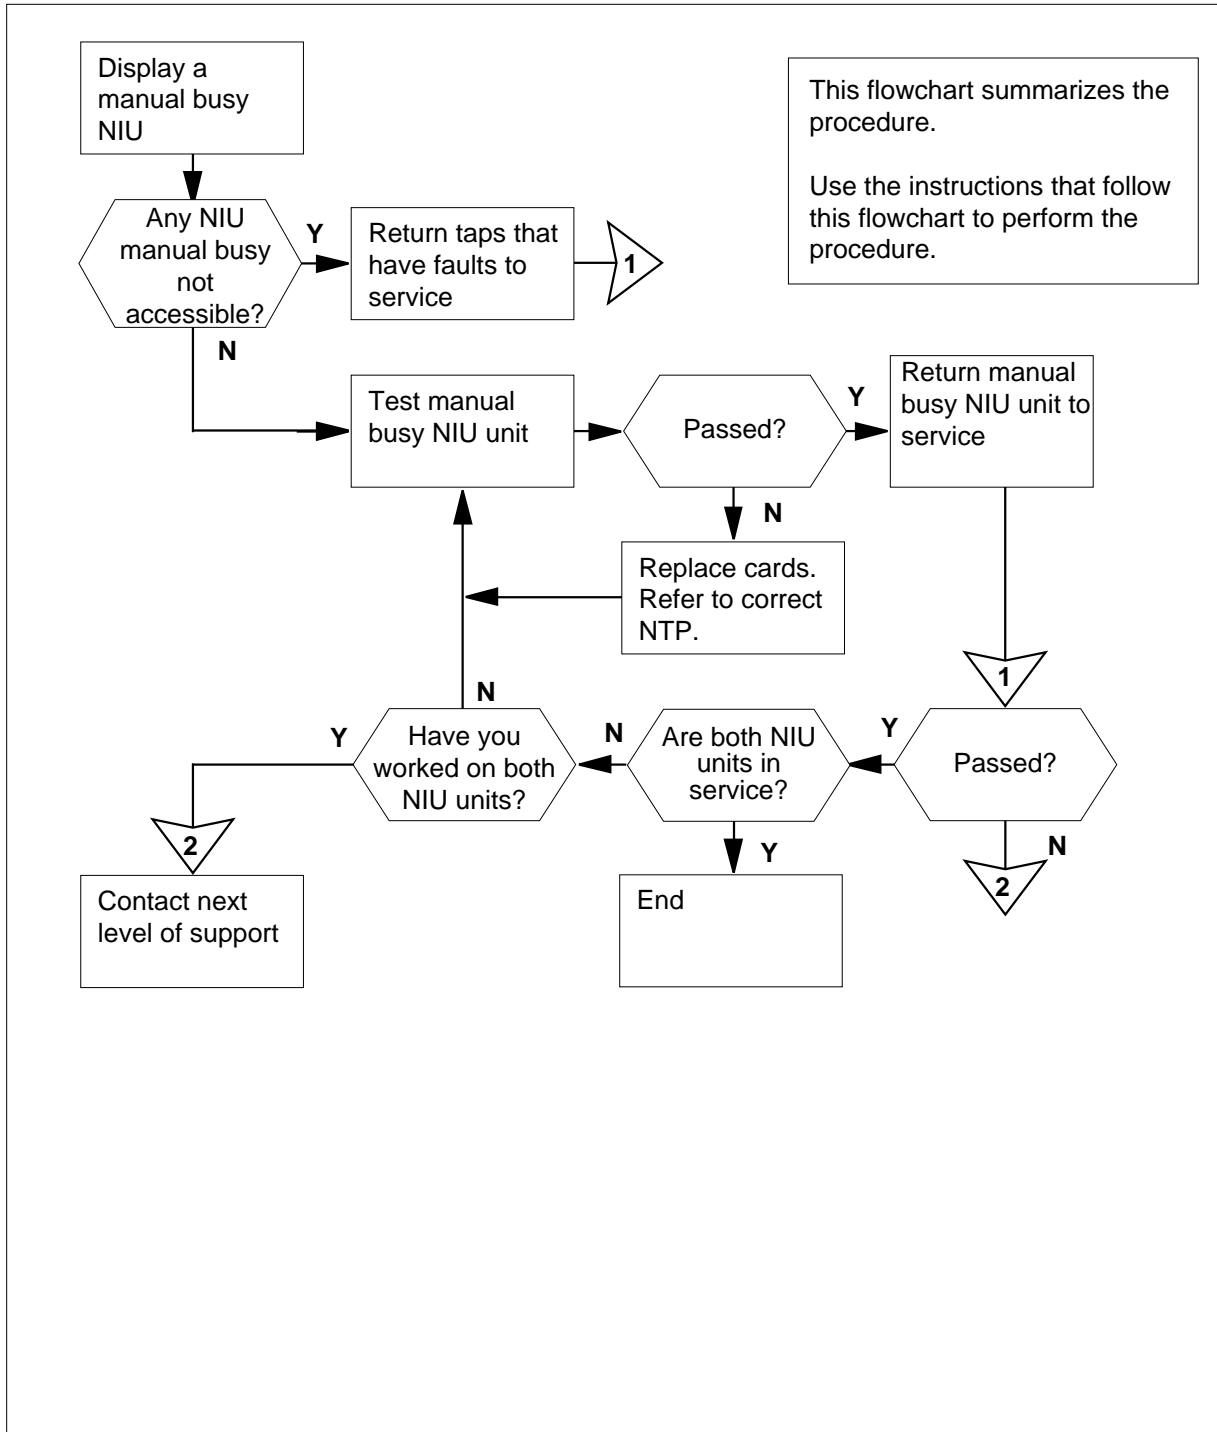 Display a
manual busy
NIU
This flowchart summarizes the
procedure.
Use the instructions that follow
this flowchart to perform the
procedure.
Any NIU
manual busy
not
accessible?
Y
Return taps that
have faults to
service
1
N
Test manual
busy NIU unit
Passed?
Y
Return manual
busy NIU unit to
service
N
Replace cards.
Refer to correct
NTP.
1
Passed?
Y
N
2
Are both NIU
units in
service?
N
Y
End
Have you
worked on both
NIU units?
N
Y
2
Contact next
level of support